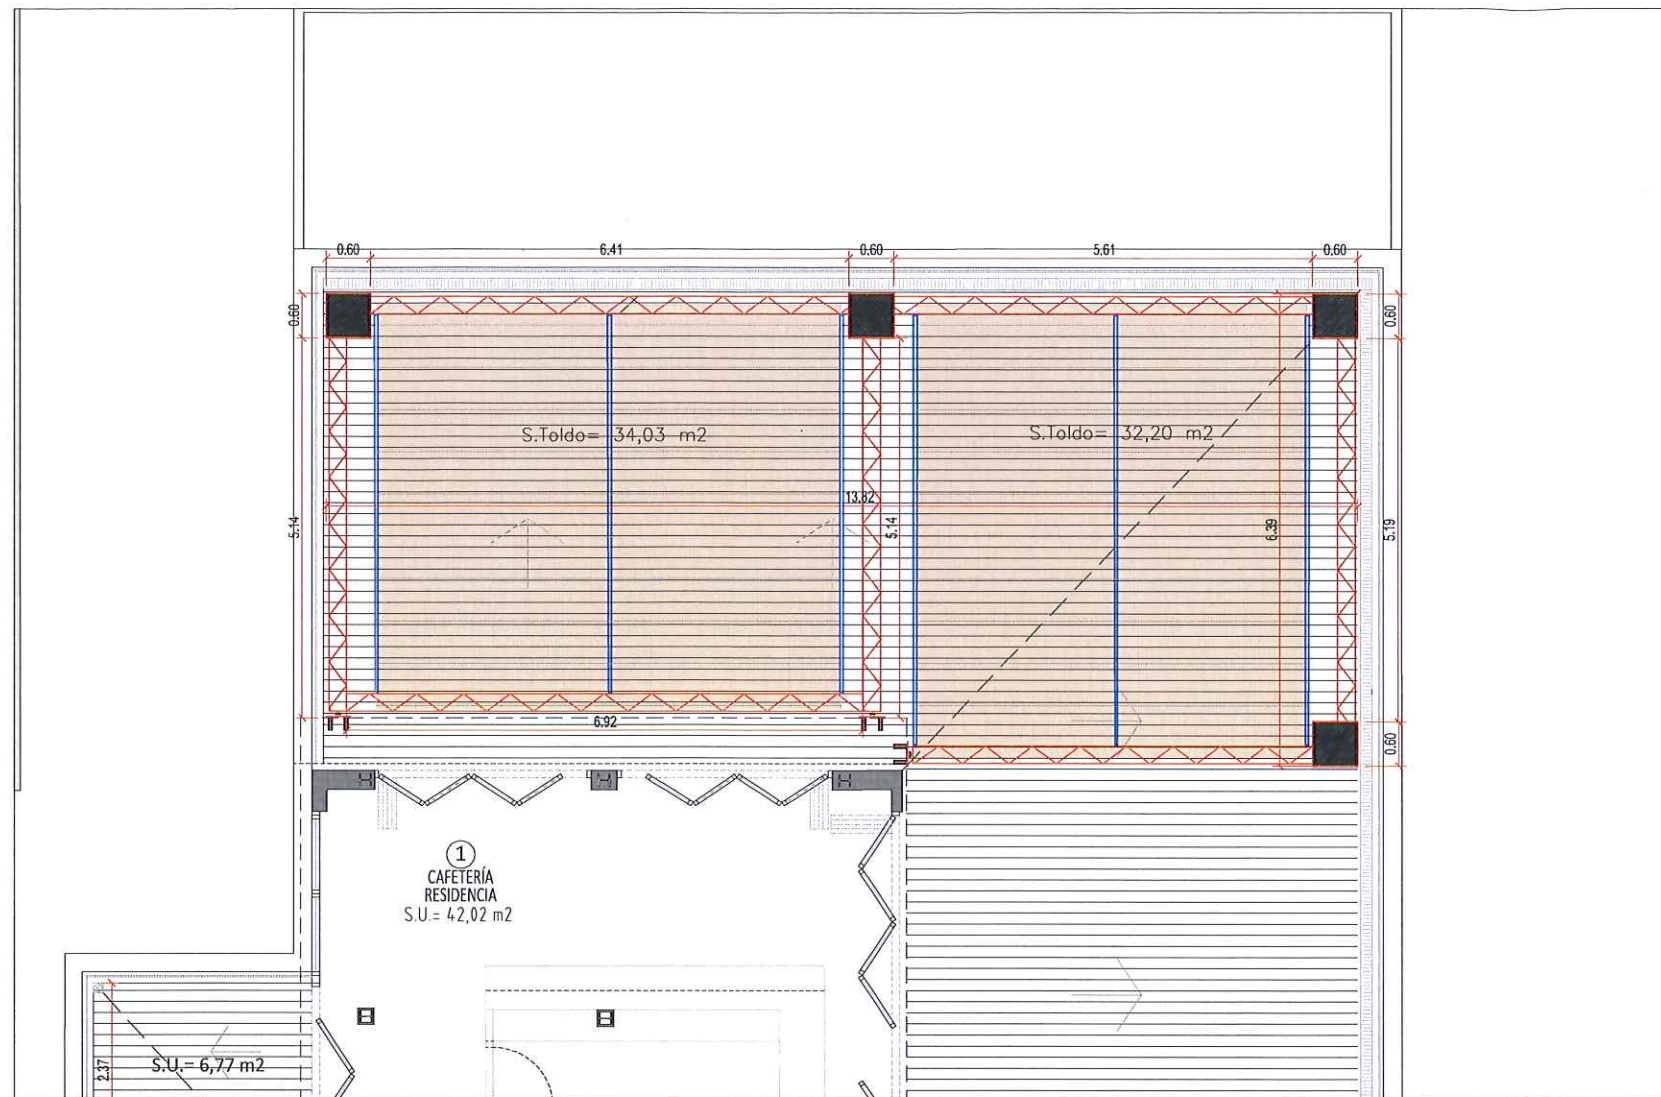 0.60
6.41
0.60
5.61
0.60
0.60
0.60
S.Toldo= 34,03 m2
S.Toldo= 32,20 m2
13.82
5.14
5.14
6.39
5.19
6.92
0.60
1
CAFETERÍA
RESIDENCIA
S.U.= 42,02 m2
2.37
S.U.= 6,77 m2